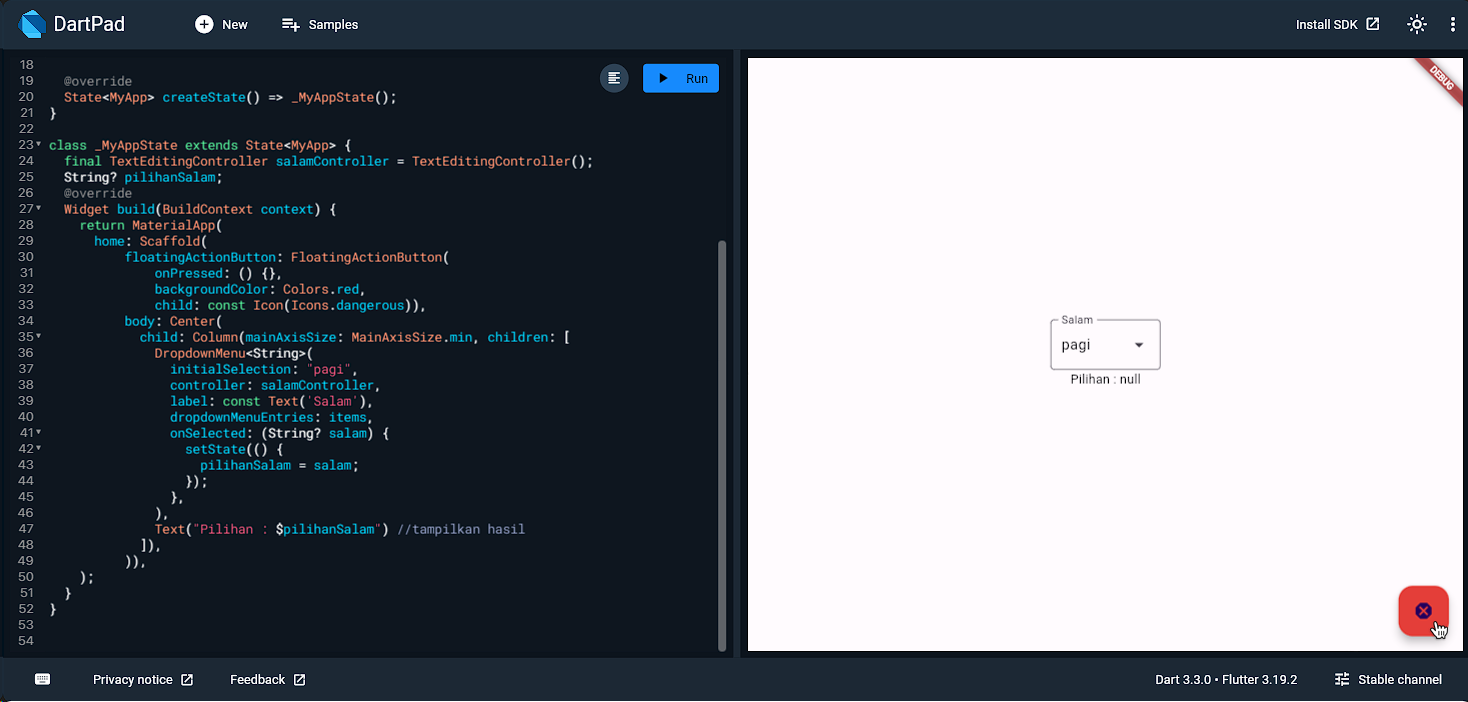 DartPad
New
Samples
Install SDK
18
19 @override
20 State<MyApp> createState() => _MyAppState();
21 }
22
23 class _MyAppState extends State<MyApp> {
24 final TextEditingController salamController = TextEditingController();
25 String? pilihanSalam;
26 @override
27 Widget build(BuildContext context) {
28 return MaterialApp(
29 home: Scaffold(
30 floatingActionButton: FloatingActionButton(
31 onPressed: () {},
32 backgroundColor: Colors.red,
33 child: const Icon(Icons.dangerous)),
34 body: Center(
35 child: Column(mainAxisSize: MainAxisSize.min, children: [
36 DropdownMenu<String>(
37 initialSelection: "pagi",
38 controller: salamController,
39 label: const Text('Salam'),
40 dropdownMenuEntries: items,
41 onSelected: (String? salam) {
42 setState(() {
43 pilihanSalam = salam;
44 });
45 },
46 ),
47 Text("Pilihan : $pilihanSalam") //tampilkan hasil
48 ]),
49 )),
50 );
51 }
52 }
53
54
Run
DEBUG
Salam
pagi
Pilihan : null
Privacy notice
Feedback
Dart 3.3.0 • Flutter 3.19.2
Stable channel